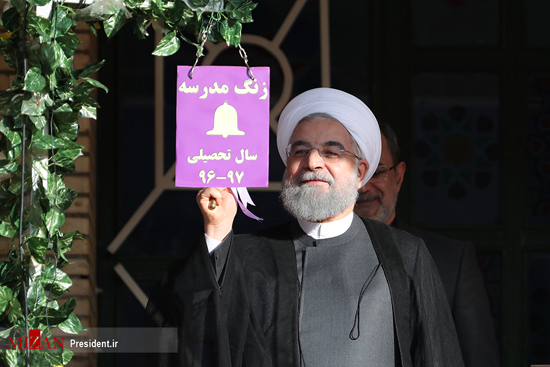 زنگ مدرسه
سال تحصیلی
۹۶-۹۷
MIZAN
President.ir